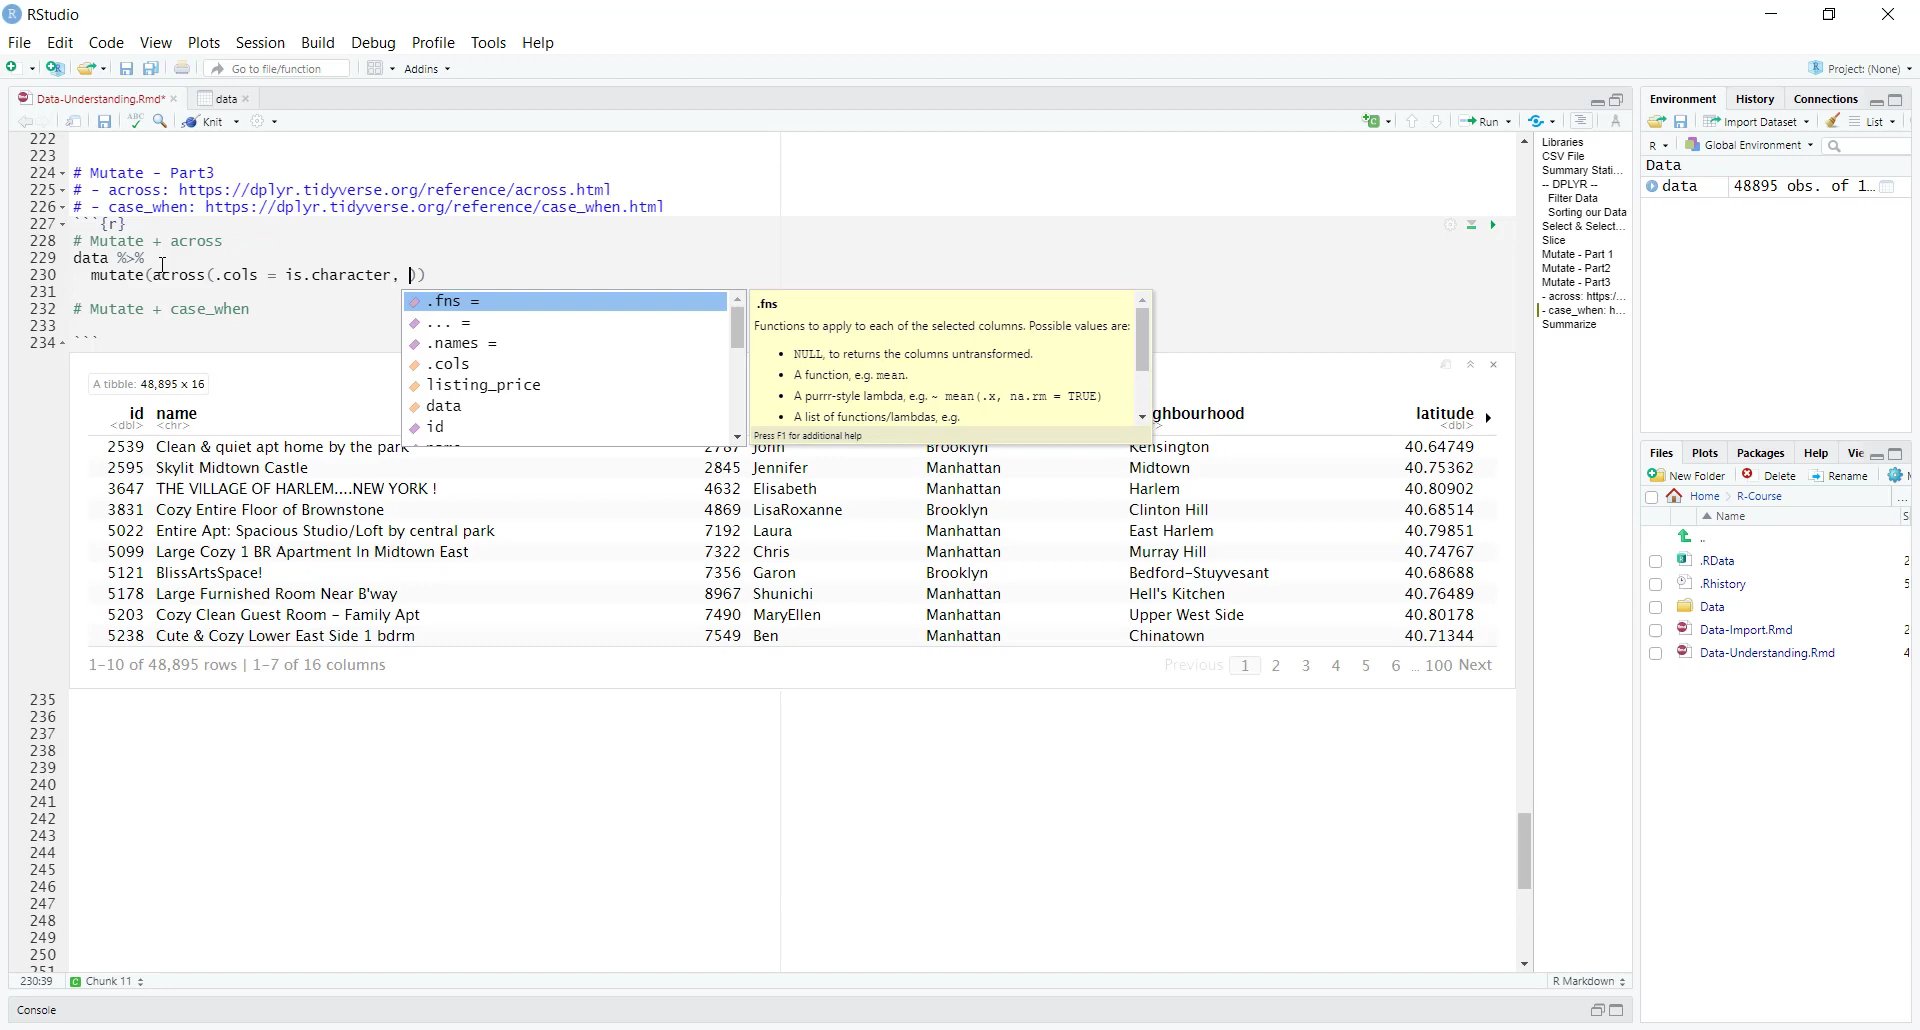 RStudio
File Edit Code View Plots Session Build Debug Profile Tools Help
Go to file/function Addins Project: (None)
Data-Understanding.Rmd* data
ABC Knit Run
222
223
224 # Mutate - Part3
225 # - across: https://dplyr.tidyverse.org/reference/across.html
226 # - case_when: https://dplyr.tidyverse.org/reference/case_when.html
227 ```{r}
228 # Mutate + across
229 data %>%
230 mutate(across(.cols = is.character, ))
231
232 # Mutate + case_when
233
234 ```
.fns =
... =
.names =
.cols
listing_price
data
id
.fns
Functions to apply to each of the selected columns. Possible values are:
• NULL, to returns the columns untransformed.
• A function, e.g. mean.
• A purrr-style lambda, e.g. ~ mean(.x, na.rm = TRUE)
• A list of functions/lambdas, e.g.
Press F1 for additional help
A tibble: 48,895 x 16
id name ghbourhood latitude
<dbl> <chr> <dbl>
2539 Clean & quiet apt home by the park 2787 John Brooklyn Kensington 40.64749
2595 Skylit Midtown Castle 2845 Jennifer Manhattan Midtown 40.75362
3647 THE VILLAGE OF HARLEM....NEW YORK ! 4632 Elisabeth Manhattan Harlem 40.80902
3831 Cozy Entire Floor of Brownstone 4869 LisaRoxanne Brooklyn Clinton Hill 40.68514
5022 Entire Apt: Spacious Studio/Loft by central park 7192 Laura Manhattan East Harlem 40.79851
5099 Large Cozy 1 BR Apartment In Midtown East 7322 Chris Manhattan Murray Hill 40.74767
5121 BlissArtsSpace! 7356 Garon Brooklyn Bedford-Stuyvesant 40.68688
5178 Large Furnished Room Near B'way 8967 Shunichi Manhattan Hell's Kitchen 40.76489
5203 Cozy Clean Guest Room - Family Apt 7490 MaryEllen Manhattan Upper West Side 40.80178
5238 Cute & Cozy Lower East Side 1 bdrm 7549 Ben Manhattan Chinatown 40.71344
1-10 of 48,895 rows | 1-7 of 16 columns Previous 1 2 3 4 5 6 ... 100 Next
235
236
237
238
239
240
241
242
243
244
245
246
247
248
249
250
251
230:39 Chunk 11 R Markdown
Console
Libraries
CSV File
Summary Stati...
-- DPLYR --
Filter Data
Sorting our Data
Select & Select...
Slice
Mutate - Part 1
Mutate - Part2
Mutate - Part3
- across: https:/...
- case_when: h...
Summarize
Environment History Connections
Import Dataset List
R Global Environment
Data
data 48895 obs. of 1...
Files Plots Packages Help Vie
New Folder Delete Rename M
Home R-Course ...
Name S
..
.RData 2
.Rhistory 5
Data
Data-Import.Rmd 2
Data-Understanding.Rmd 4